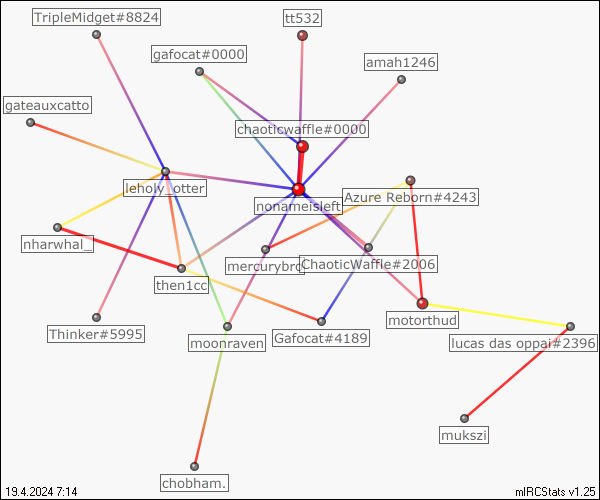 TripleMidget#8824
tt532
gafocat#0000
amah1246
gateauxcatto
chaoticwaffle#0000
leholy_otter
Azure Reborn#4243
nonameisleft
nharwhal_
mercurybro
ChaoticWaffle#2006
then1cc
motorthud
Thinker#5995
moonraven
Gafocat#4189
lucas das oppai#2396
mukszi
chobham.
19.4.2024 7:14
mIRCStats v1.25